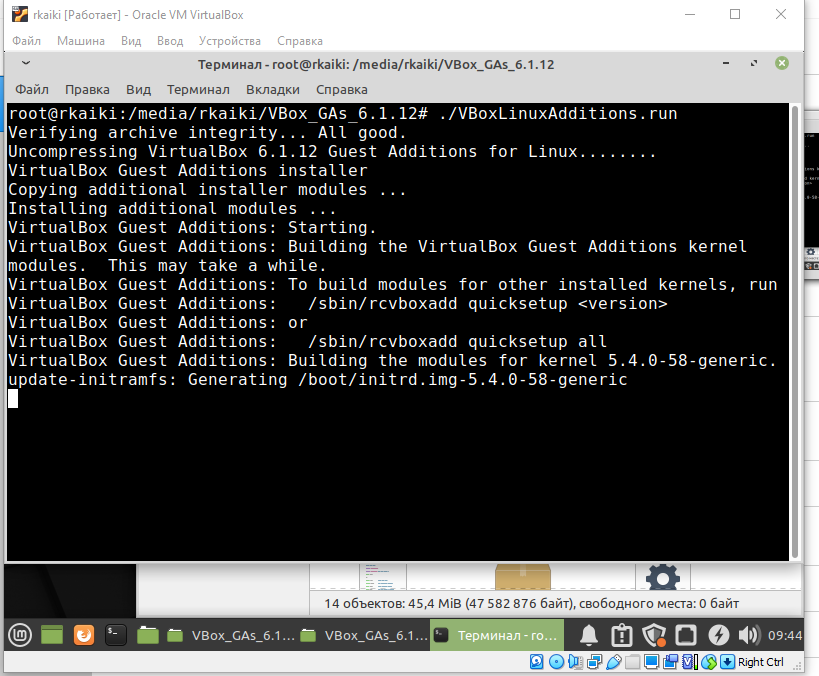 rkaiki [Работает] - Oracle VM VirtualBox
Файл Машина Вид Ввод Устройства Справка
Терминал - root@rkaiki: /media/rkaiki/VBox_GAs_6.1.12
Файл Правка Вид Терминал Вкладки Справка
root@rkaiki:/media/rkaiki/VBox_GAs_6.1.12# ./VBoxLinuxAdditions.run
Verifying archive integrity... All good.
Uncompressing VirtualBox 6.1.12 Guest Additions for Linux........
VirtualBox Guest Additions installer
Copying additional installer modules ...
Installing additional modules ...
VirtualBox Guest Additions: Starting.
VirtualBox Guest Additions: Building the VirtualBox Guest Additions kernel
modules.  This may take a while.
VirtualBox Guest Additions: To build modules for other installed kernels, run
VirtualBox Guest Additions:   /sbin/rcvboxadd quicksetup <version>
VirtualBox Guest Additions: or
VirtualBox Guest Additions:   /sbin/rcvboxadd quicksetup all
VirtualBox Guest Additions: Building the modules for kernel 5.4.0-58-generic.
update-initramfs: Generating /boot/initrd.img-5.4.0-58-generic
14 объектов: 45,4 MiB (47 582 876 байт), свободного места: 0 байт
VBox_GAs_6.1... VBox_GAs_6.1... Терминал - ro... 09:44
Right Ctrl